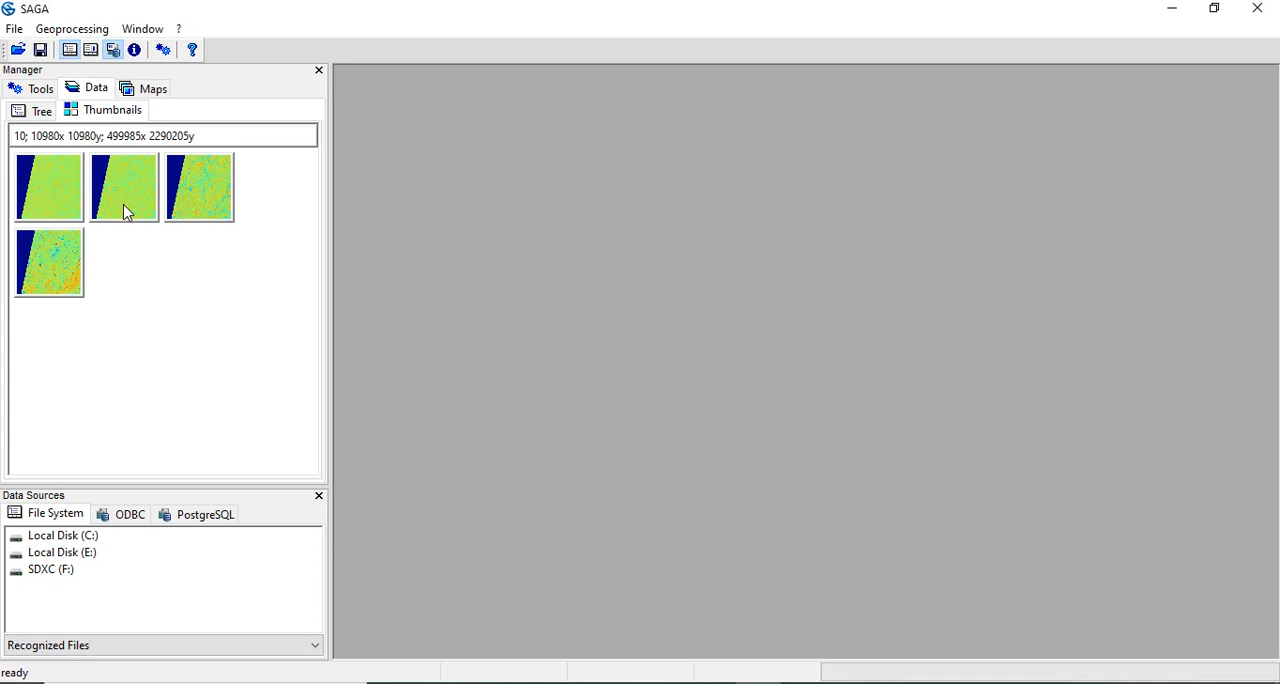 SAGA
File Geoprocessing Window ?
Manager
Tools Data Maps
Tree Thumbnails
10; 10980x 10980y; 499985x 2290205y
Data Sources
File System ODBC PostgreSQL
Local Disk (C:)
Local Disk (E:)
SDXC (F:)
Recognized Files
ready